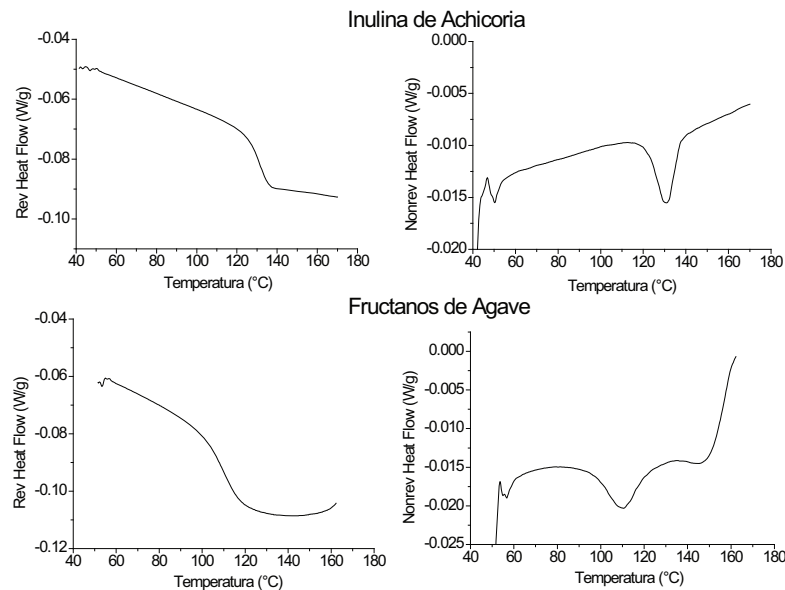 Inulina de Achicoria
-0.04
-0.06
-0.08
-0.10
Rev Heat Flow (W/g)
40 60 80 100 120 140 160 180
Temperatura (°C)
0.000
-0.005
-0.010
-0.015
-0.020
Nonrev Heat Flow (W/g)
40 60 80 100 120 140 160 180
Temperatura (°C)
Fructanos de Agave
-0.04
-0.06
-0.08
-0.10
-0.12
Rev Heat Flow (W/g)
40 60 80 100 120 140 160 180
Temperatura (°C)
0.000
-0.005
-0.010
-0.015
-0.020
-0.025
Nonrev Heat Flow (W/g)
40 60 80 100 120 140 160 180
Temperatura (°C)